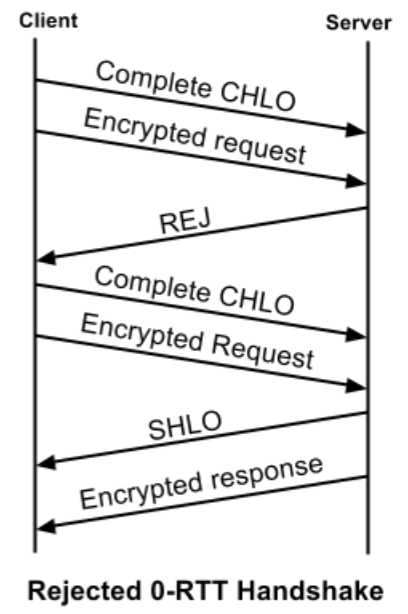 Client
Server
Complete CHLO
Encrypted request
REJ
Complete CHLO
Encrypted Request
SHLO
Encrypted response
Rejected 0-RTT Handshake